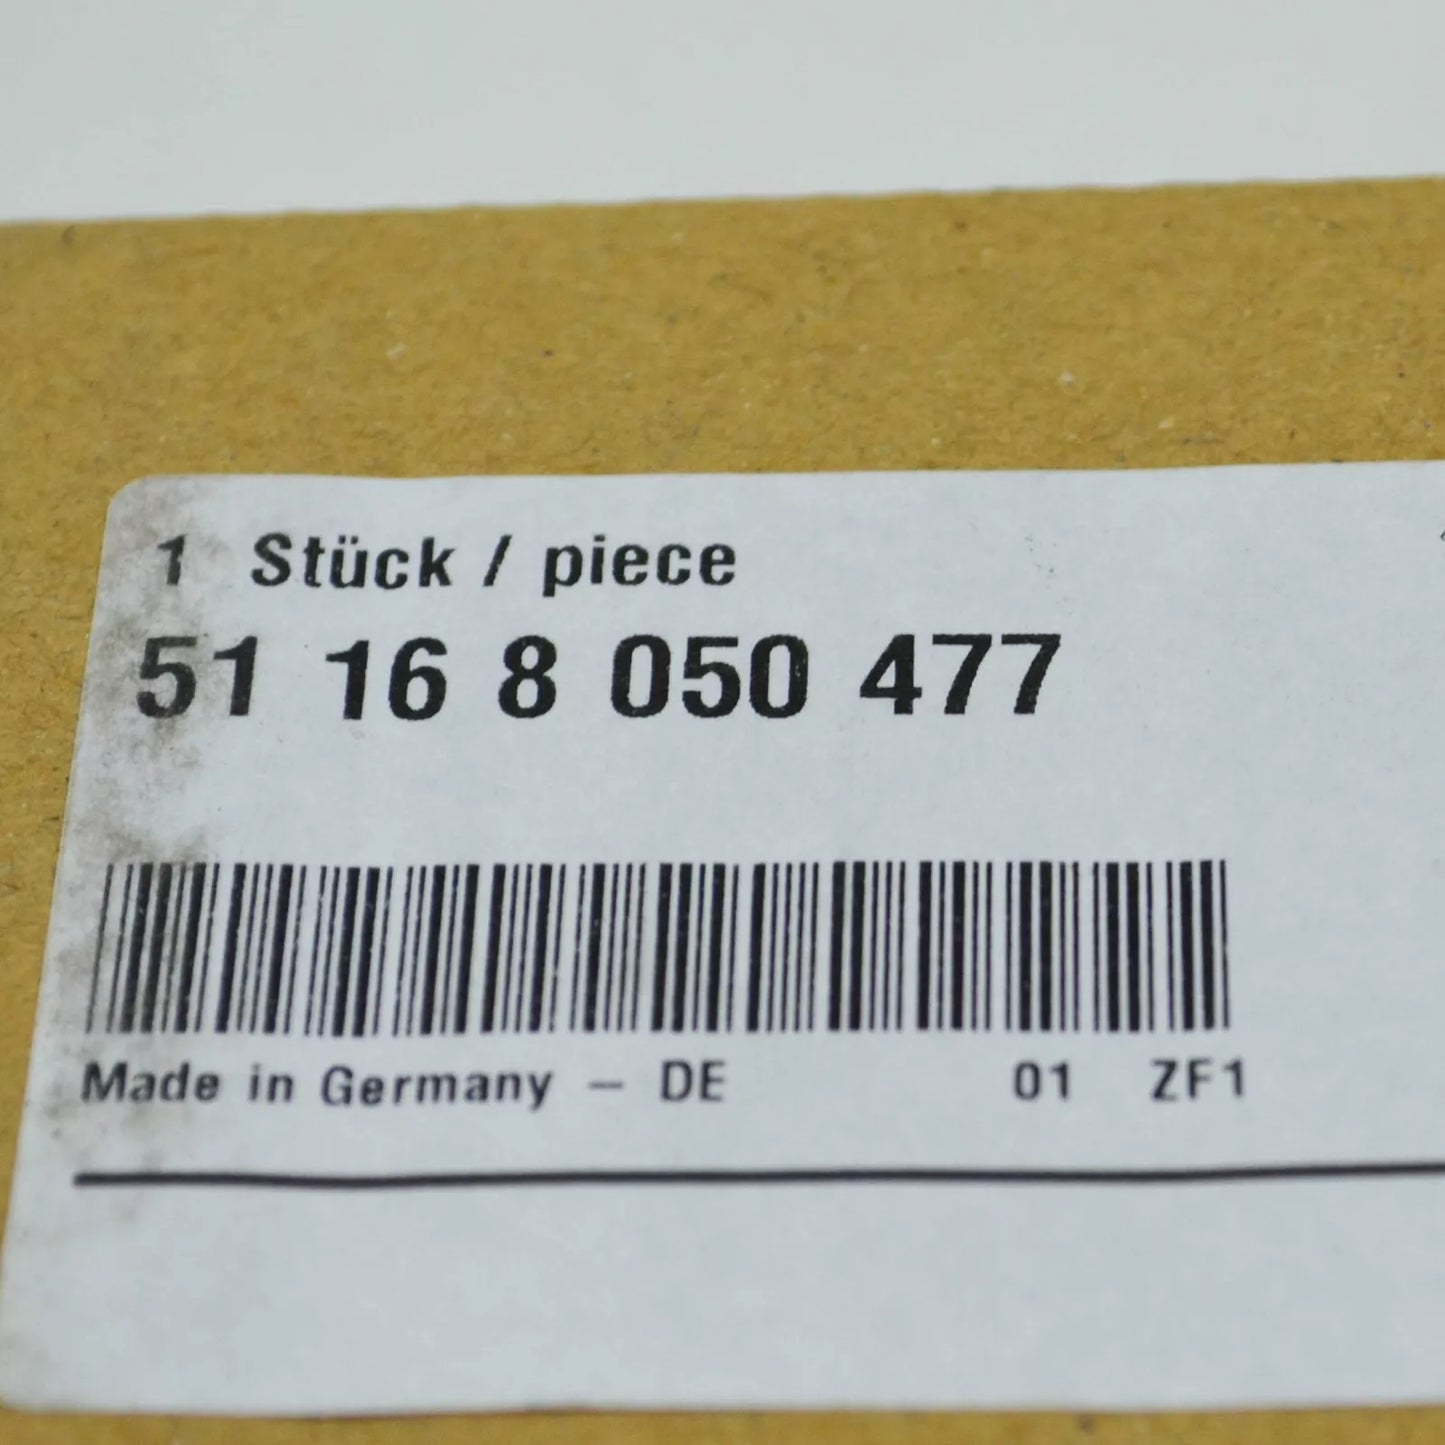 1 Stück / piece
51 16 8 050 477
Made in Germany – DE 01 ZF1